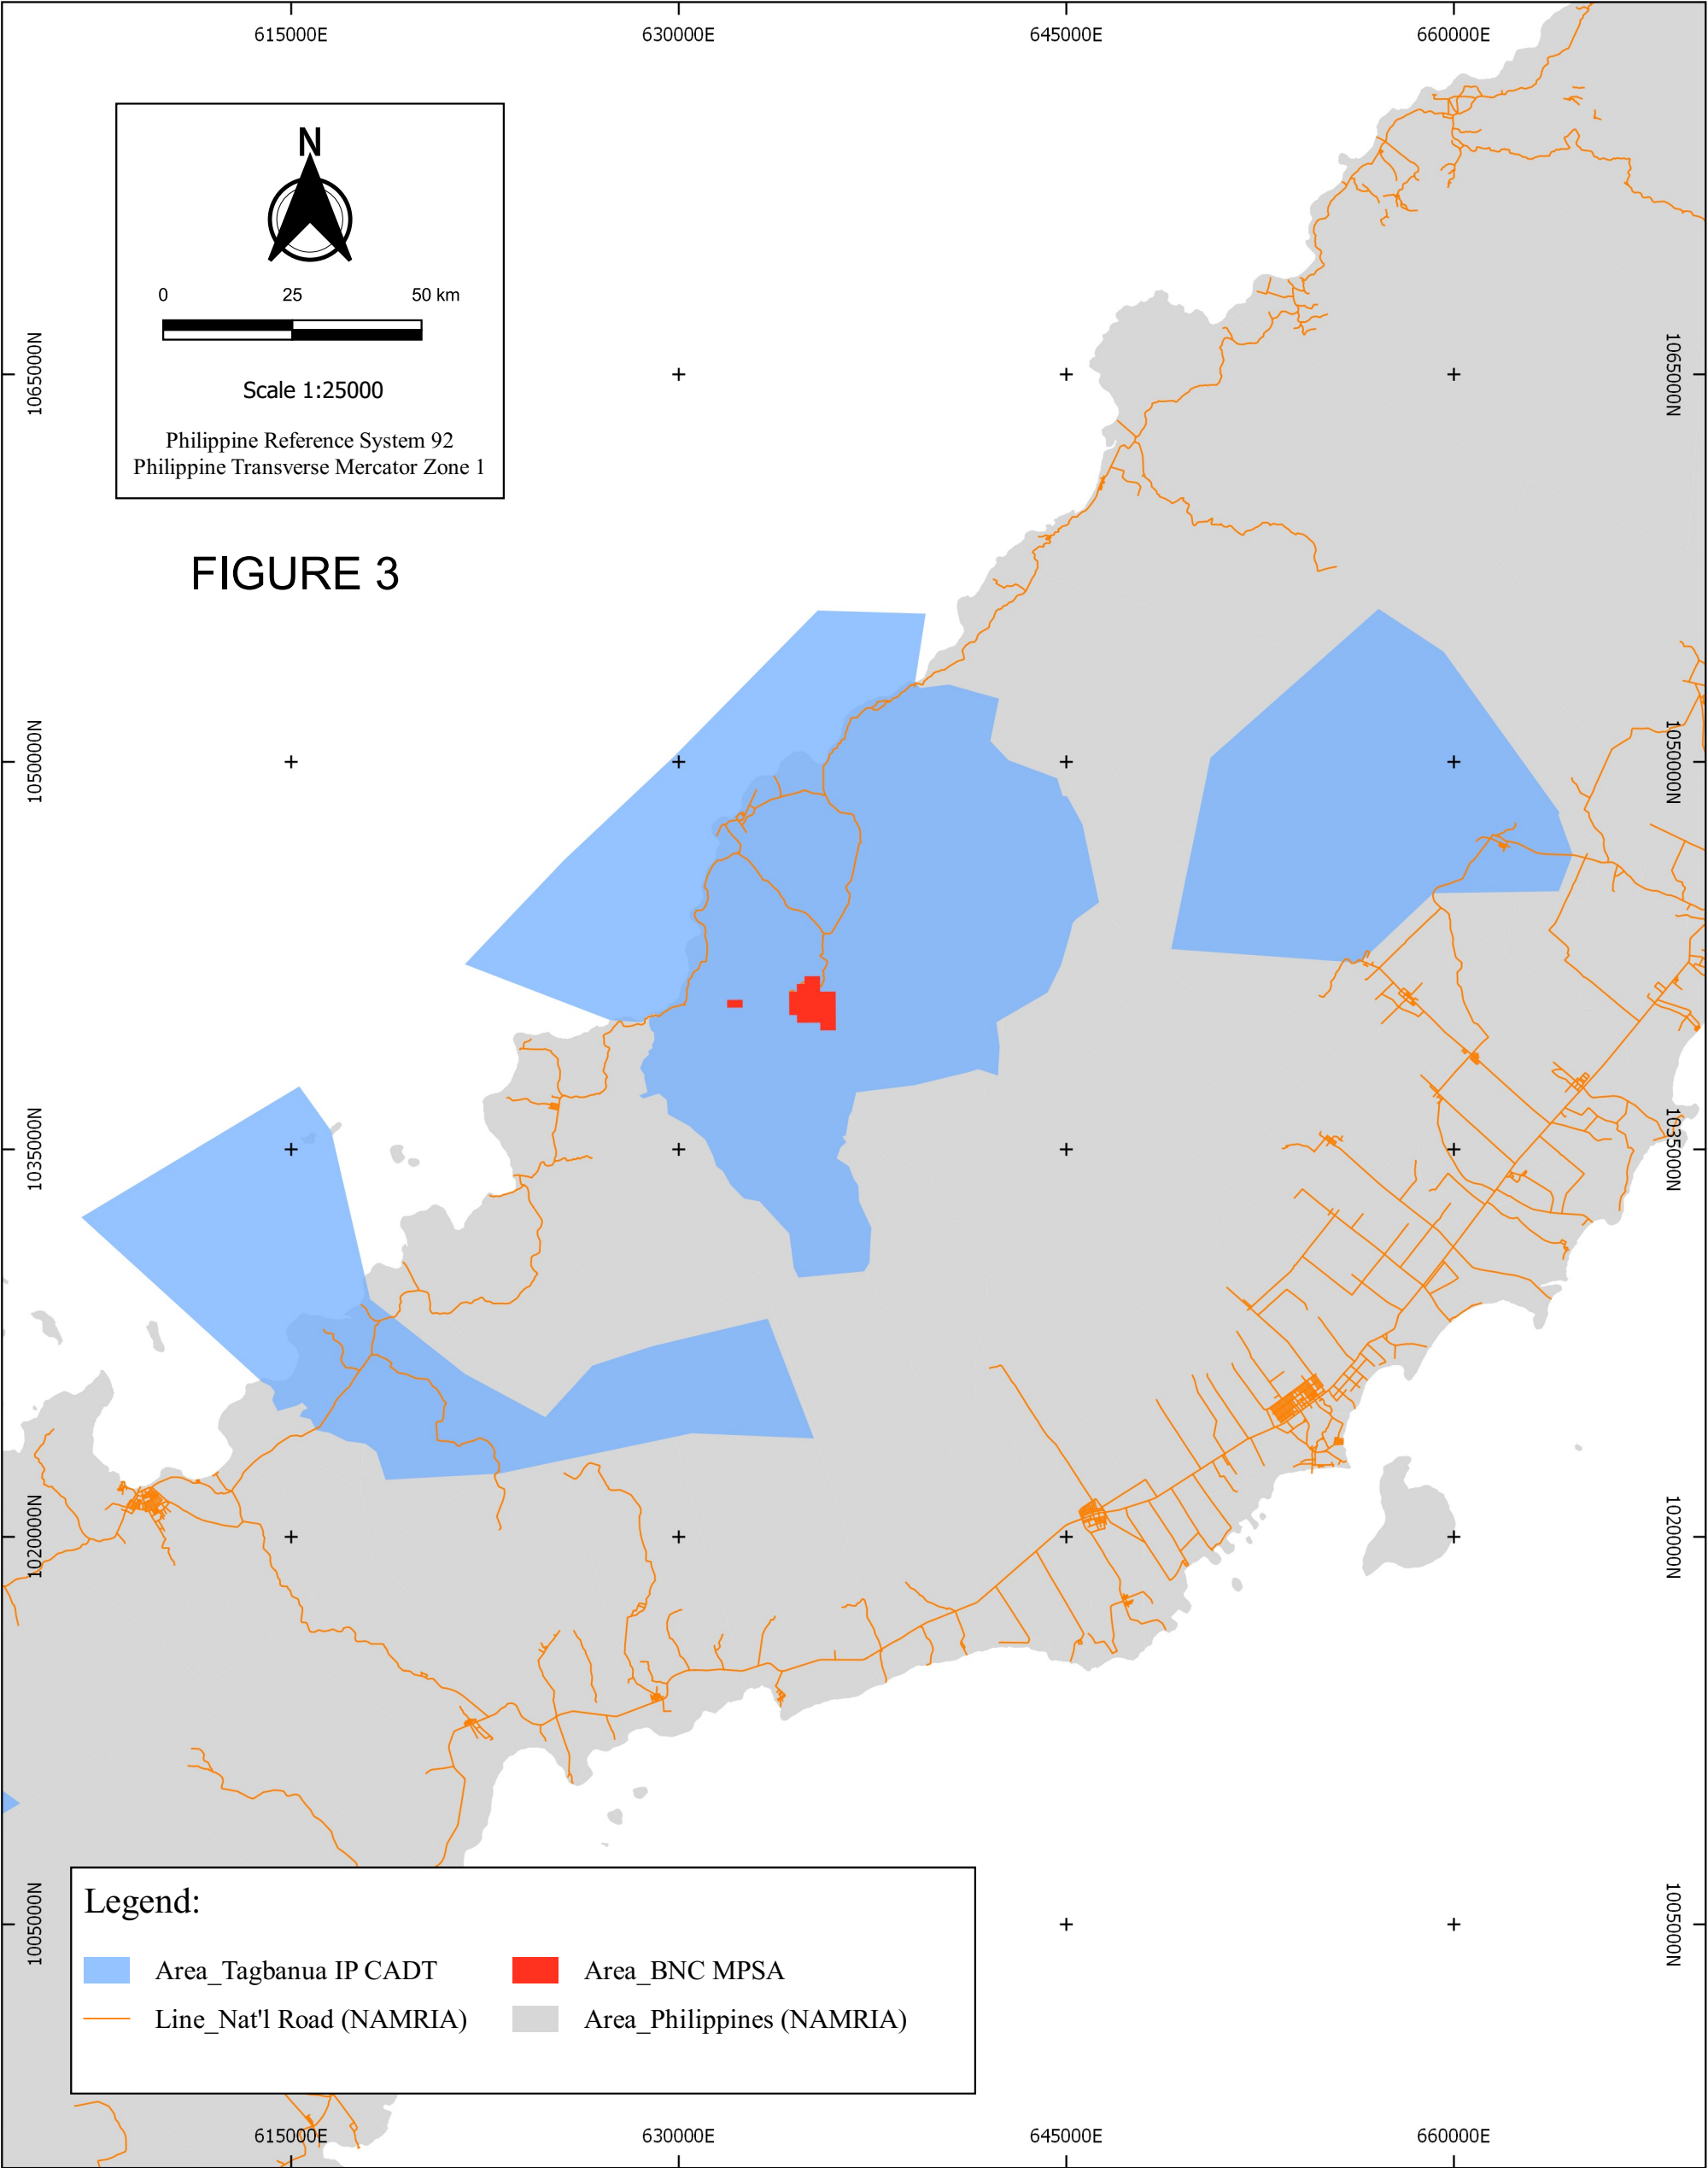 615000E 630000E 645000E 660000E
N
0 25 50 km
Scale 1:25000
Philippine Reference System 92
Philippine Transverse Mercator Zone 1
1065000N 1065000N
FIGURE 3
1050000N 1050000N
1035000N 1035000N
1020000N 1020000N
Legend:
1005000N 1005000N
Area_Tagbanua IP CADT Area_BNC MPSA
Line_Nat'l Road (NAMRIA) Area_Philippines (NAMRIA)
615000E 630000E 645000E 660000E